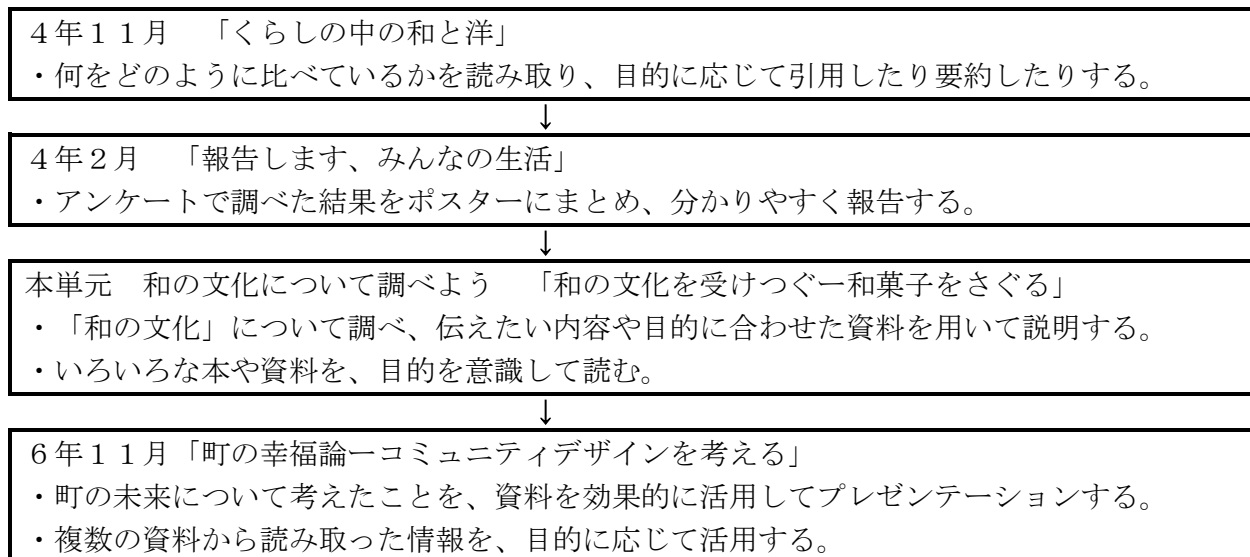 ４年１１月　「くらしの中の和と洋」
・何をどのように比べているかを読み取り、目的に応じて引用したり要約したりする。
↓
４年２月　「報告します、みんなの生活」
・アンケートで調べた結果をポスターにまとめ、分かりやすく報告する。
↓
本単元　和の文化について調べよう　「和の文化を受けつぐー和菓子をさぐる」
・「和の文化」について調べ、伝えたい内容や目的に合わせた資料を用いて説明する。
・いろいろな本や資料を、目的を意識して読む。
↓
６年１１月「町の幸福論ーコミュニティデザインを考える」
・町の未来について考えたことを、資料を効果的に活用してプレゼンテーションする。
・複数の資料から読み取った情報を、目的に応じて活用する。